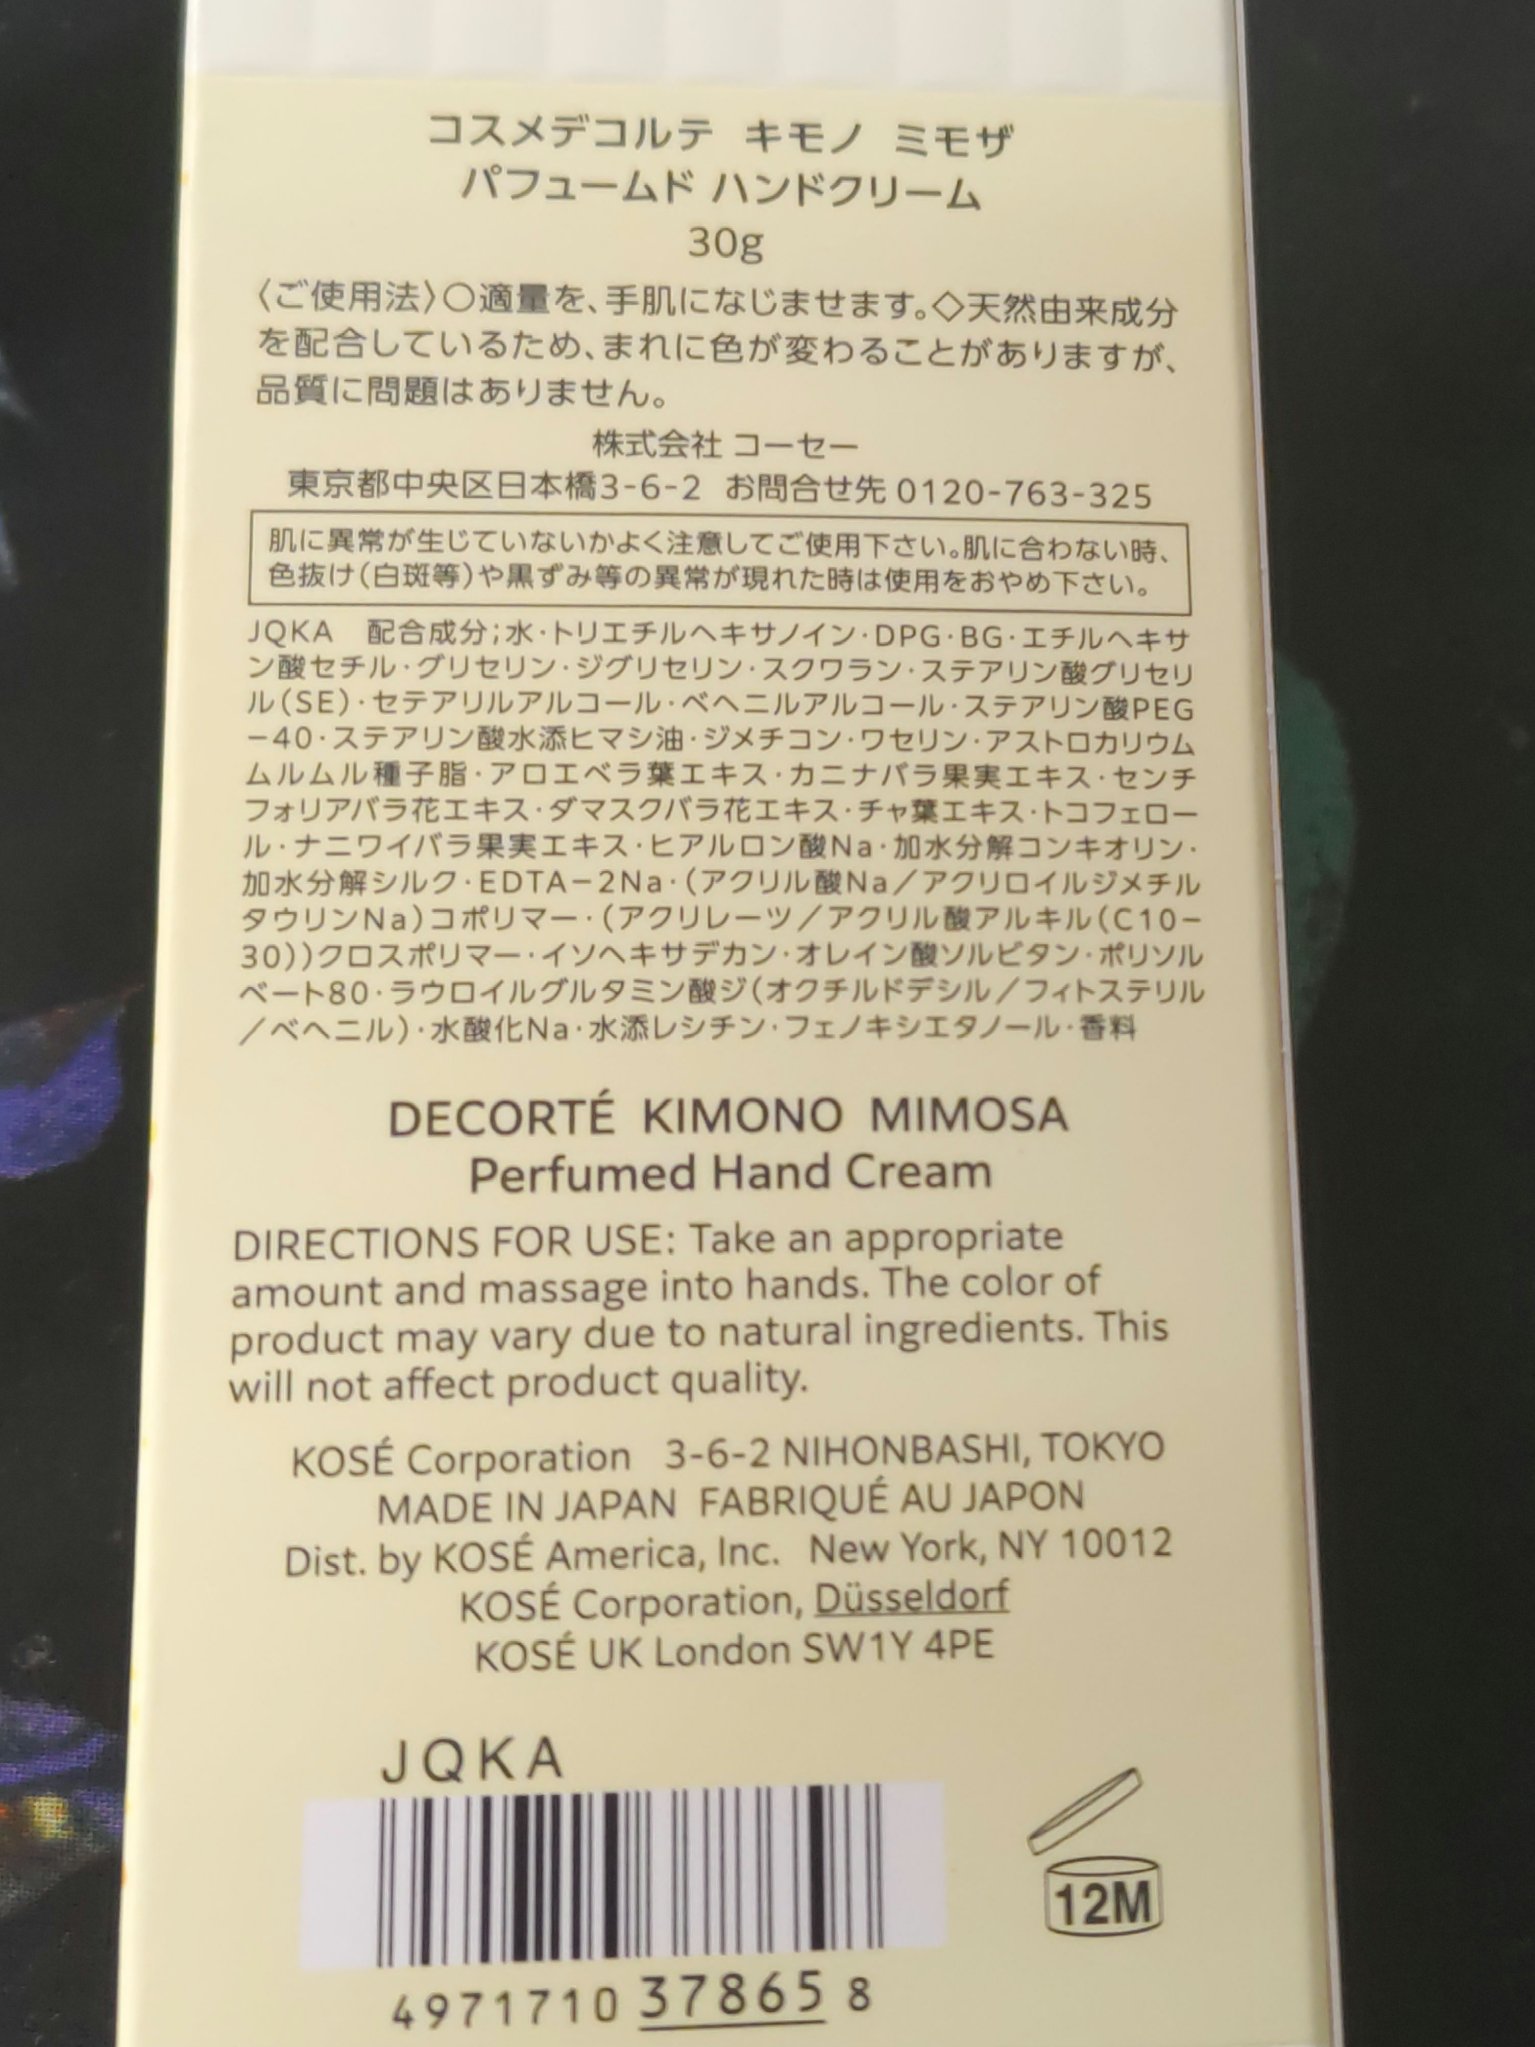 コスメデコルテ キモノ ミモザ
パフュームド ハンドクリーム
30g
〈ご使用法〉○適量を、手肌になじませます。◇天然由来成分
を配合しているため、まれに色が変わることがありますが、
品質に問題はありません。
株式会社 コーセー
東京都中央区日本橋3-6-2 お問合せ先 0120-763-325
肌に異常が生じていないかよく注意してご使用下さい。肌に合わない時、
色抜け(白斑等)や黒ずみ等の異常が現れた時は使用をおやめ下さい。
JQKA 配合成分;水・トリエチルヘキサノイン・DPG・BG・エチルヘキサ
ン酸セチル・グリセリン・ジグリセリン・スクワラン・ステアリン酸グリセリ
ル(SE)・セテアリルアルコール・ベヘニルアルコール・ステアリン酸PEG
−40・ステアリン酸水添ヒマシ油・ジメチコン・ワセリン・アストロカリウム
ムルムル種子脂・アロエベラ葉エキス・カニナバラ果実エキス・センチ
フォリアバラ花エキス・ダマスクバラ花エキス・チャ葉エキス・トコフェロー
ル・ナニワイバラ果実エキス・ヒアルロン酸Na・加水分解コンキオリン・
加水分解シルク・EDTA−2Na・(アクリル酸Na/アクリロイルジメチル
タウリンNa)コポリマー・(アクリレーツ/アクリル酸アルキル(C10−
30))クロスポリマー・イソヘキサデカン・オレイン酸ソルビタン・ポリソル
ベート80・ラウロイルグルタミン酸ジ(オクチルドデシル/フィトステリル
/ベヘニル)・水酸化Na・水添レシチン・フェノキシエタノール・香料
DECORTÉ KIMONO MIMOSA
Perfumed Hand Cream
DIRECTIONS FOR USE: Take an appropriate
amount and massage into hands. The color of
product may vary due to natural ingredients. This
will not affect product quality.
KOSÉ Corporation 3-6-2 NIHONBASHI, TOKYO
MADE IN JAPAN FABRIQUÉ AU JAPON
Dist. by KOSÉ America, Inc. New York, NY 10012
KOSÉ Corporation, Düsseldorf
KOSÉ UK London SW1Y 4PE
JQKA
12M
4971710 37865 8